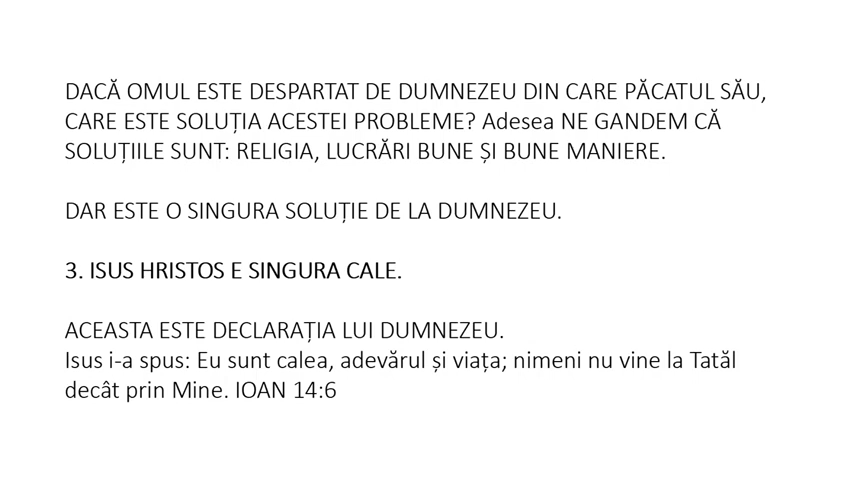 DACĂ OMUL ESTE DESPARTAT DE DUMNEZEU DIN CARE PĂCATUL SĂU,
CARE ESTE SOLUȚIA ACESTEI PROBLEME? Adesea NE GANDEM CĂ
SOLUȚIILE SUNT: RELIGIA, LUCRĂRI BUNE ȘI BUNE MANIERE.
DAR ESTE O SINGURA SOLUȚIE DE LA DUMNEZEU.
3. ISUS HRISTOS E SINGURA CALE.
ACEASTA ESTE DECLARAȚIA LUI DUMNEZEU.
Isus i-a spus: Eu sunt calea, adevărul și viața; nimeni nu vine la Tatăl
decât prin Mine. IOAN 14:6